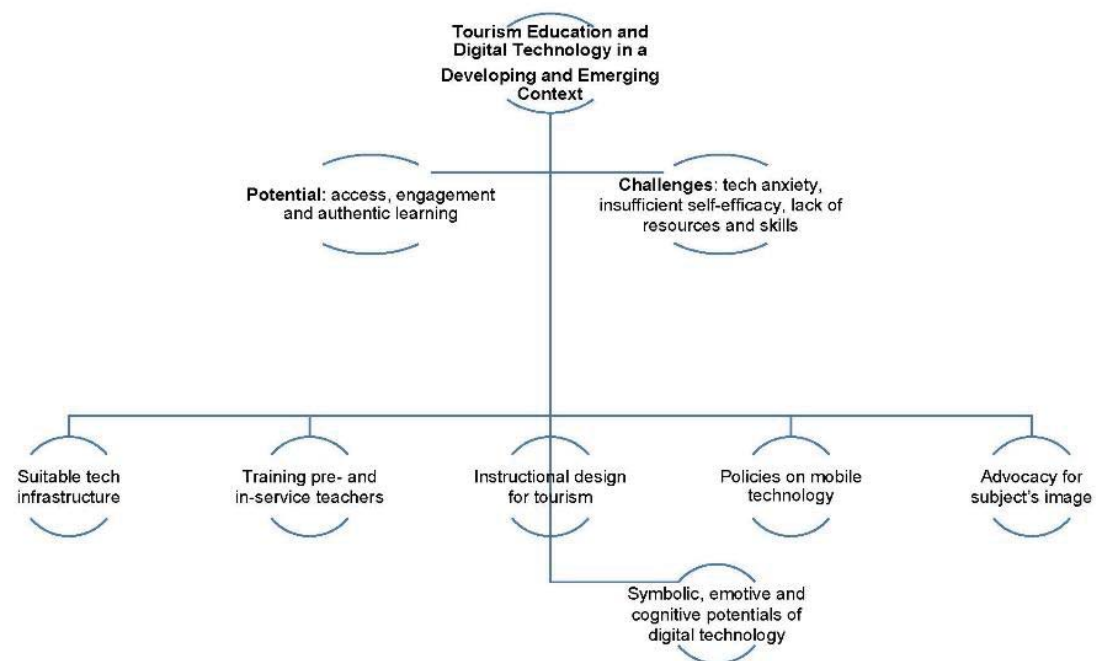 Tourism Education and
Digital Technology in a
Developing and Emerging
Context
Potential: access, engagement
and authentic learning
Challenges: tech anxiety,
insufficient self-efficacy, lack of
resources and skills
Suitable tech
infrastructure
Training pre- and
in-service teachers
Instructional design
for tourism
Policies on mobile
technology
Advocacy for
subject's image
Symbolic, emotive and
cognitive potentials of
digital technology